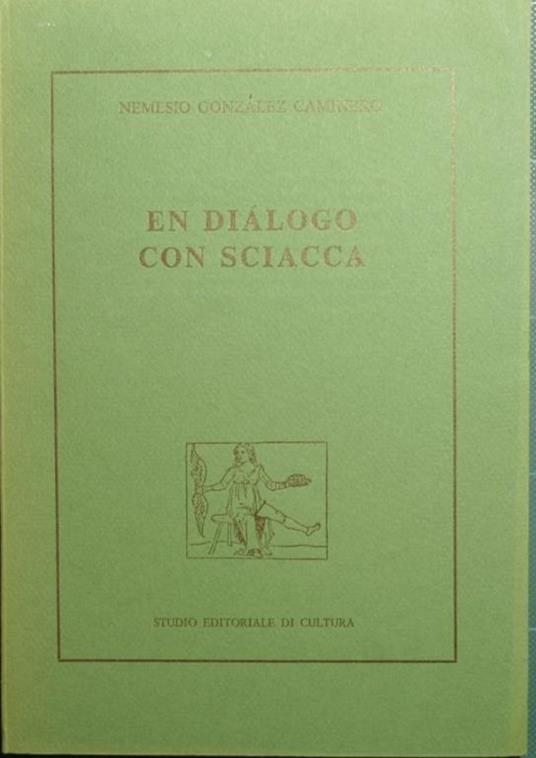 NEMESIO GONZÁLEZ CAMINERO
EN DIÁLOGO
CON SCIACCA
STUDIO EDITORIALE DI CULTURA